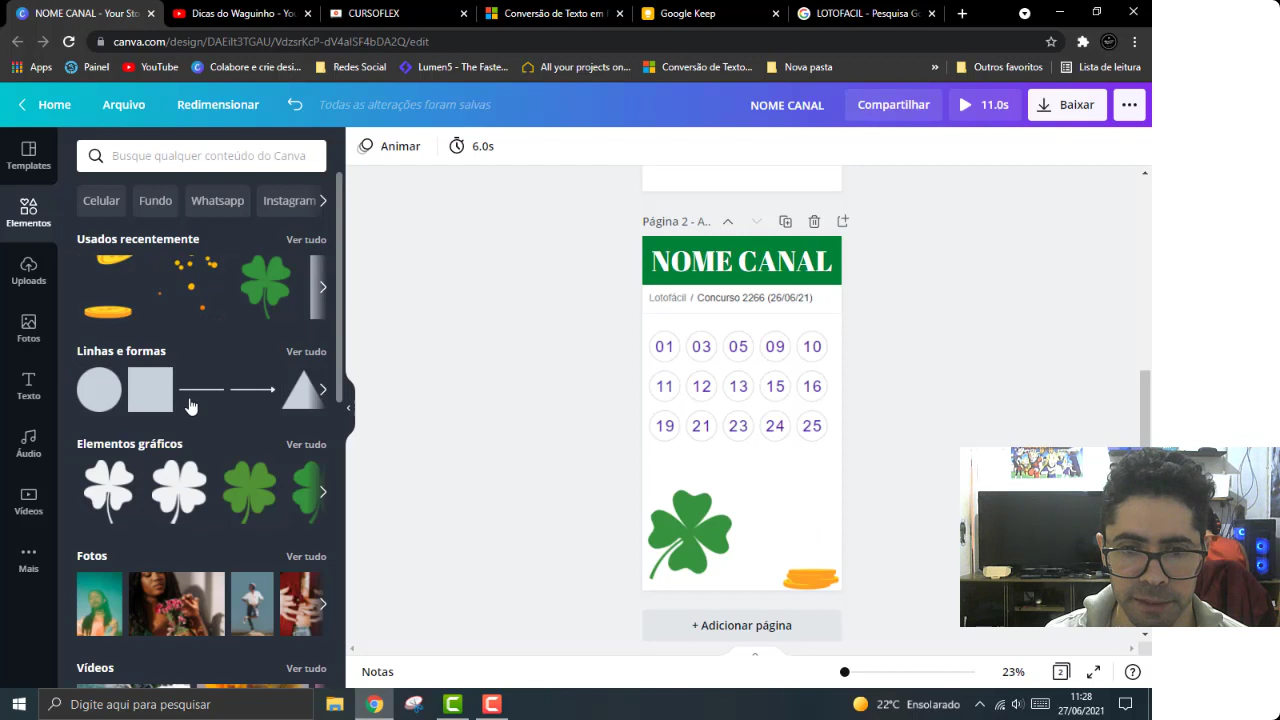 NOME CANAL - Your Sto
Dicas do Waguinho - You
CURSOFLEX
Conversão de Texto em
Google Keep
LOTOFACIL - Pesquisa Go
canva.com/design/DAEiIt3TGAU/VdzsrKcP-dV4alSF4bDA2Q/edit
Apps
Painel
YouTube
Colabore e crie desi...
Redes Social
Lumen5 - The Faste...
All your projects on...
Conversão de Texto...
Nova pasta
»
Outros favoritos
Lista de leitura
Home
Arquivo
Redimensionar
Todas as alterações foram salvas
NOME CANAL
Compartilhar
11.0s
Baixar
Templates
Elementos
Uploads
Fotos
Texto
Áudio
Vídeos
Mais
Busque qualquer conteúdo do Canva
Celular
Fundo
Whatsapp
Instagram
Usados recentemente
Ver tudo
Linhas e formas
Ver tudo
Elementos gráficos
Ver tudo
Fotos
Ver tudo
Vídeos
Ver tudo
Animar
6.0s
Página 2 - A..
NOME CANAL
Lotofácil / Concurso 2266 (26/06/21)
01 03 05 09 10
11 12 13 15 16
19 21 23 24 25
+ Adicionar página
Notas
23%
2
Digite aqui para pesquisar
22°C Ensolarado
11:28
27/06/2021